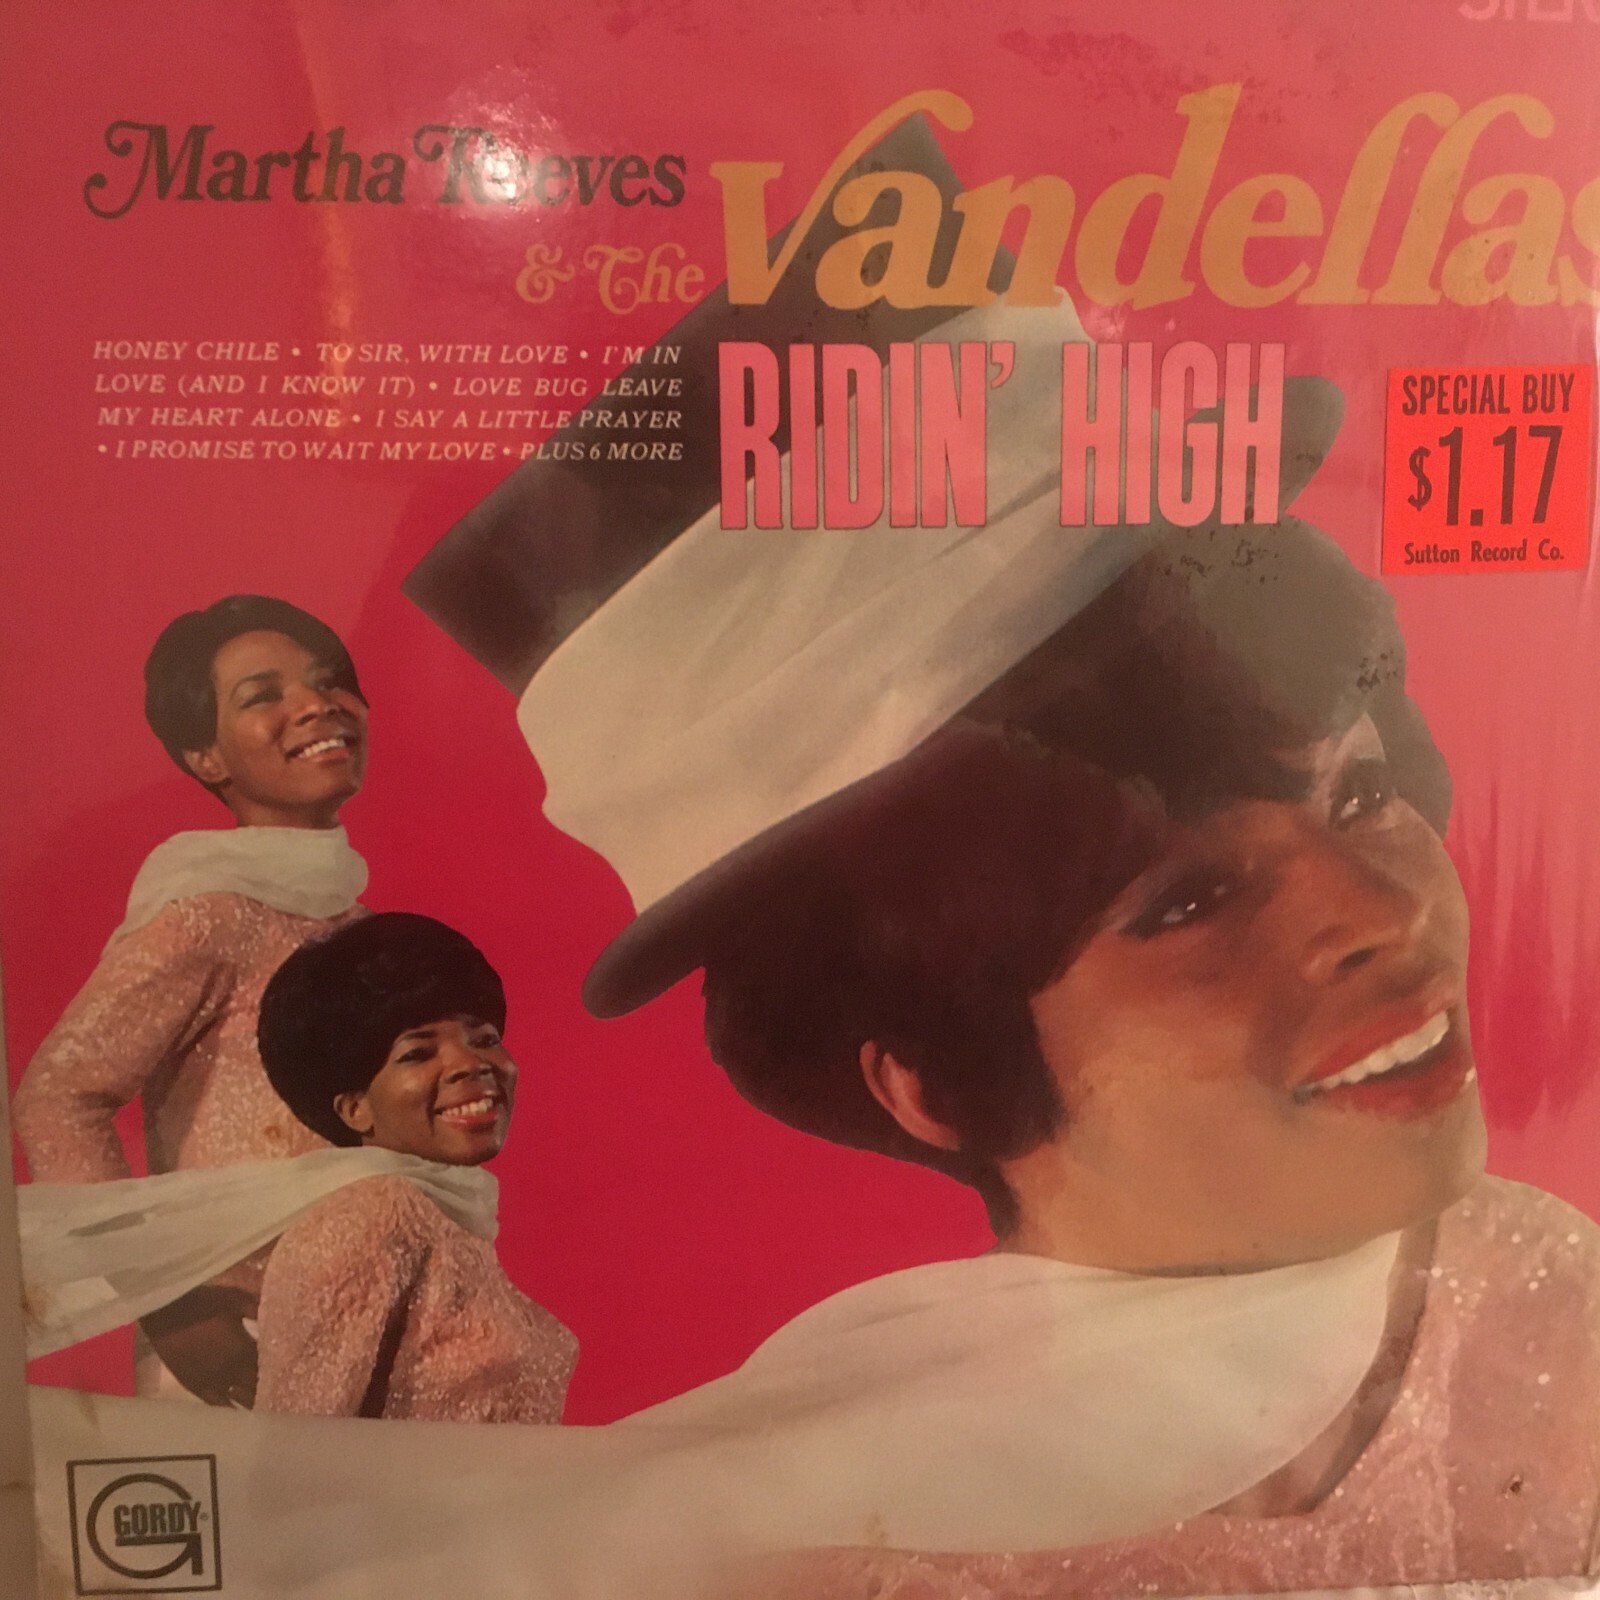 Martha Reeves
& The Vandellas
HONEY CHILE • TO SIR, WITH LOVE • I'M IN
LOVE (AND I KNOW IT) • LOVE BUG LEAVE
MY HEART ALONE • I SAY A LITTLE PRAYER
• I PROMISE TO WAIT MY LOVE • PLUS 6 MORE
RIDIN' HIGH
SPECIAL BUY
$1.17
Sutton Record Co.
GORDY